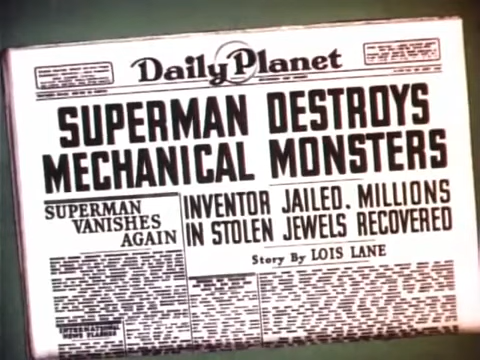 Daily Planet
SUPERMAN DESTROYS
MECHANICAL MONSTERS
SUPERMAN
VANISHES
AGAIN
INVENTOR JAILED. MILLIONS
IN STOLEN JEWELS RECOVERED
Story By LOIS LANE